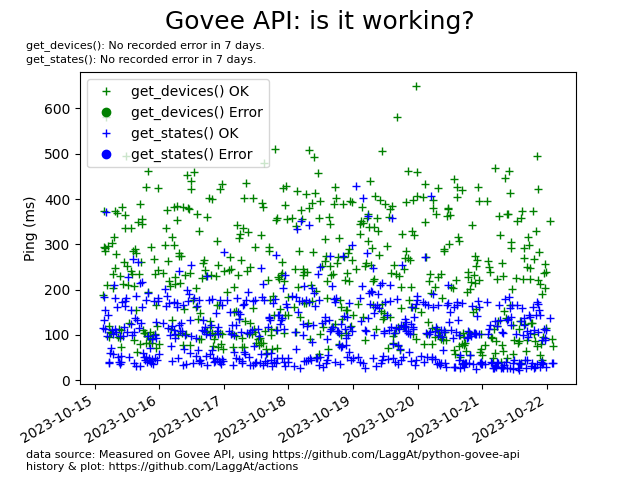 Govee API: is it working?
get_devices(): No recorded error in 7 days.
get_states(): No recorded error in 7 days.
get_devices() OK
get_devices() Error
get_states() OK
get_states() Error
Ping (ms)
600
500
400
300
200
100
0
2023-10-15
2023-10-16
2023-10-17
2023-10-18
2023-10-19
2023-10-20
2023-10-21
2023-10-22
data source: Measured on Govee API, using https://github.com/LaggAt/python-govee-api
history & plot: https://github.com/LaggAt/actions